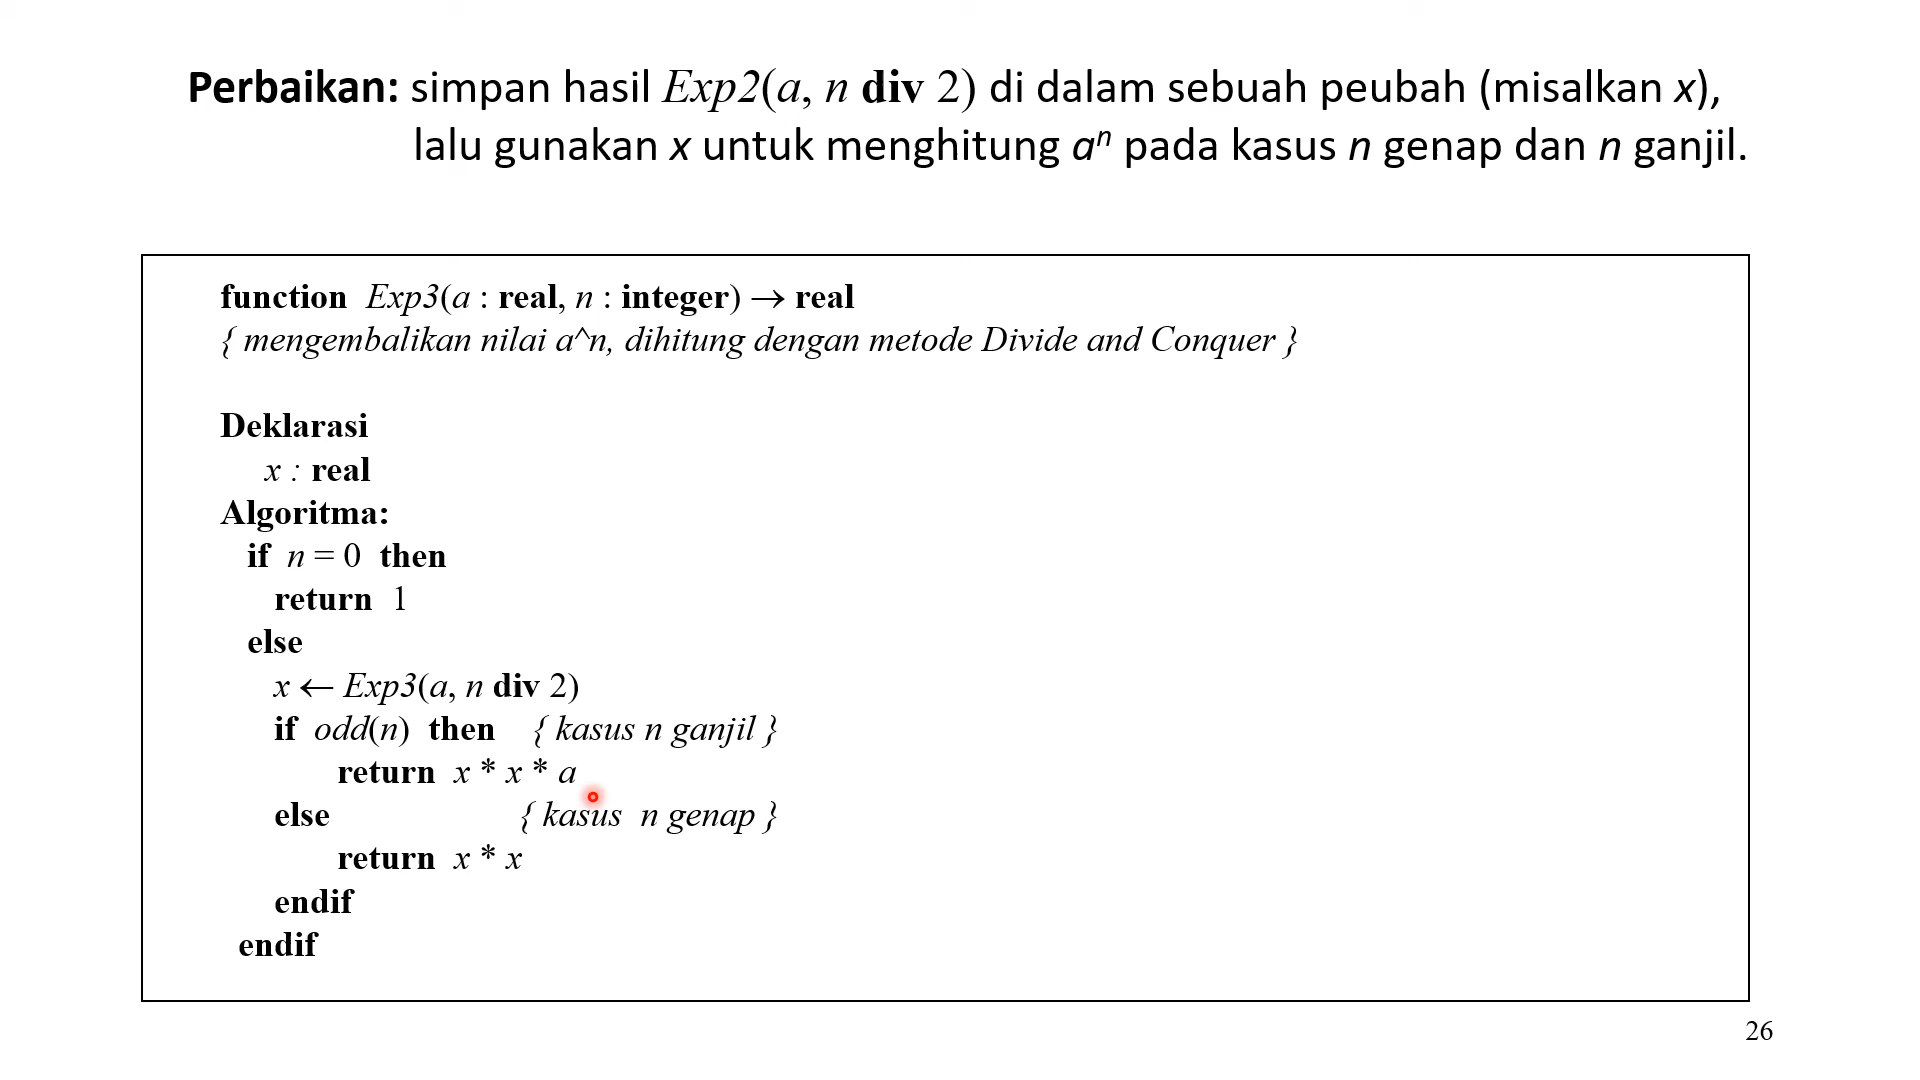 Perbaikan: simpan hasil Exp2(a, n div 2) di dalam sebuah peubah (misalkan x),
lalu gunakan x untuk menghitung aⁿ pada kasus n genap dan n ganjil.
function Exp3(a : real, n : integer) → real
{ mengembalikan nilai a^n, dihitung dengan metode Divide and Conquer }
Deklarasi
x : real
Algoritma:
if n = 0 then
return 1
else
x ← Exp3(a, n div 2)
if odd(n) then { kasus n ganjil }
return x * x * a
else { kasus n genap }
return x * x
endif
endif
26